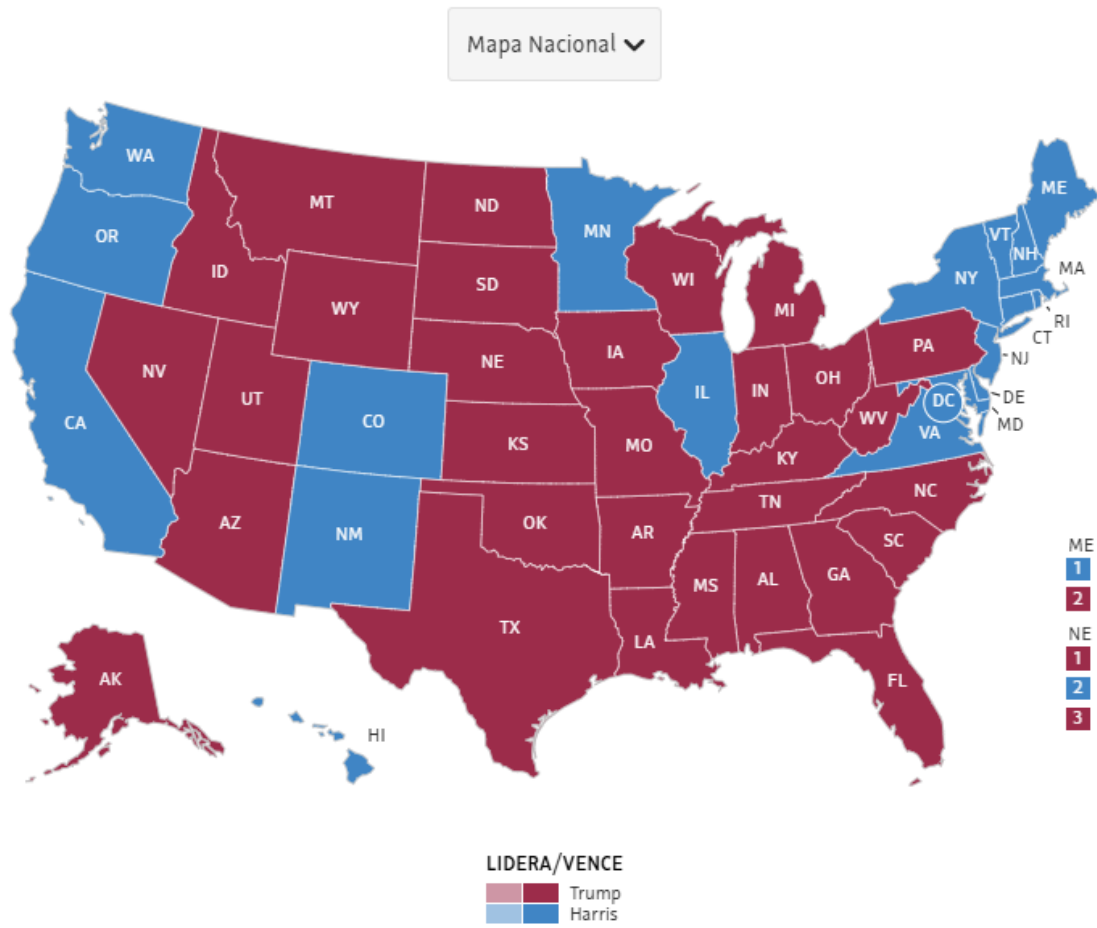 Mapa Nacional
WA
MT
ND
MN
ME
OR
VT
NH
ID
SD
WI
NY
MA
WY
MI
RI
CT
NV
NE
IA
PA
NJ
UT
CO
IL
IN
OH
DC
DE
CA
KS
MO
WV
VA
MD
KY
AZ
NM
OK
AR
TN
NC
SC
MS
AL
GA
TX
LA
FL
AK
HI
ME
1
2
NE
1
2
3
LIDERA/VENCE
Trump
Harris